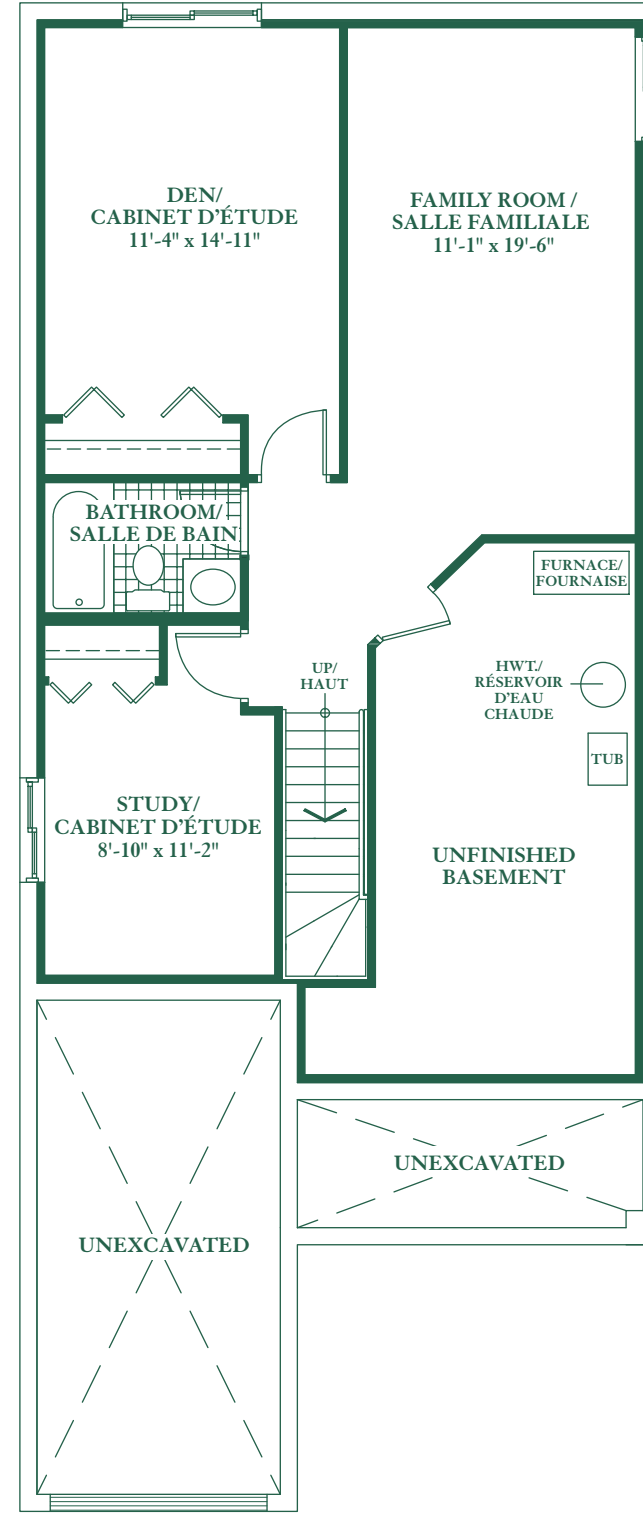 DEN/
CABINET D'ÉTUDE
11'-4" x 14'-11"
FAMILY ROOM /
SALLE FAMILIALE
11'-1" x 19'-6"
BATHROOM/
SALLE DE BAIN
FURNACE/
FOURNAISE
UP/
HAUT
HWT./
RÉSERVOIR
D'EAU
CHAUDE
TUB
STUDY/
CABINET D'ÉTUDE
8'-10" x 11'-2"
UNFINISHED
BASEMENT
UNEXCAVATED
UNEXCAVATED